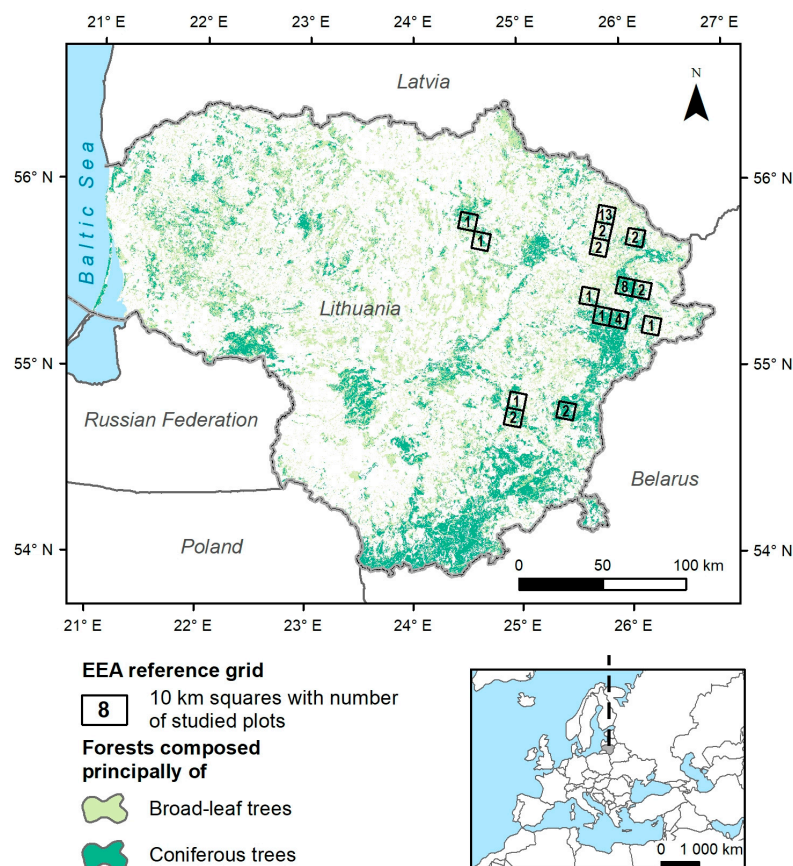 21° E 22° E 23° E 24° E 25° E 26° E 27° E
Latvia
N
Baltic Sea
56° N 56° N
13
1 2 2
1 2
8 2
1
Lithuania
1 4 1
55° N 55° N
1
2 2
Russian Federation
Belarus
Poland
54° N 54° N
0 50 100 km
21° E 22° E 23° E 24° E 25° E 26° E
EEA reference grid
8 10 km squares with number
of studied plots
Forests composed
principally of
Broad-leaf trees
Coniferous trees
0 1 000 km